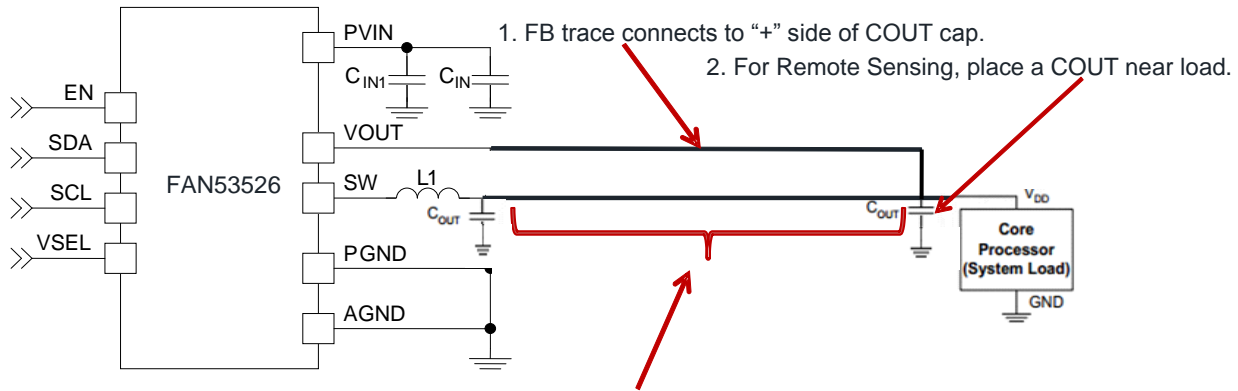 PVIN
1. FB trace connects to “+” side of COUT cap.
CIN1
CIN
2. For Remote Sensing, place a COUT near load.
EN
VOUT
SDA
FAN53526
SW
L1
SCL
COUT
COUT
VDD
VSEL
Core
Processor
(System Load)
PGND
GND
AGND